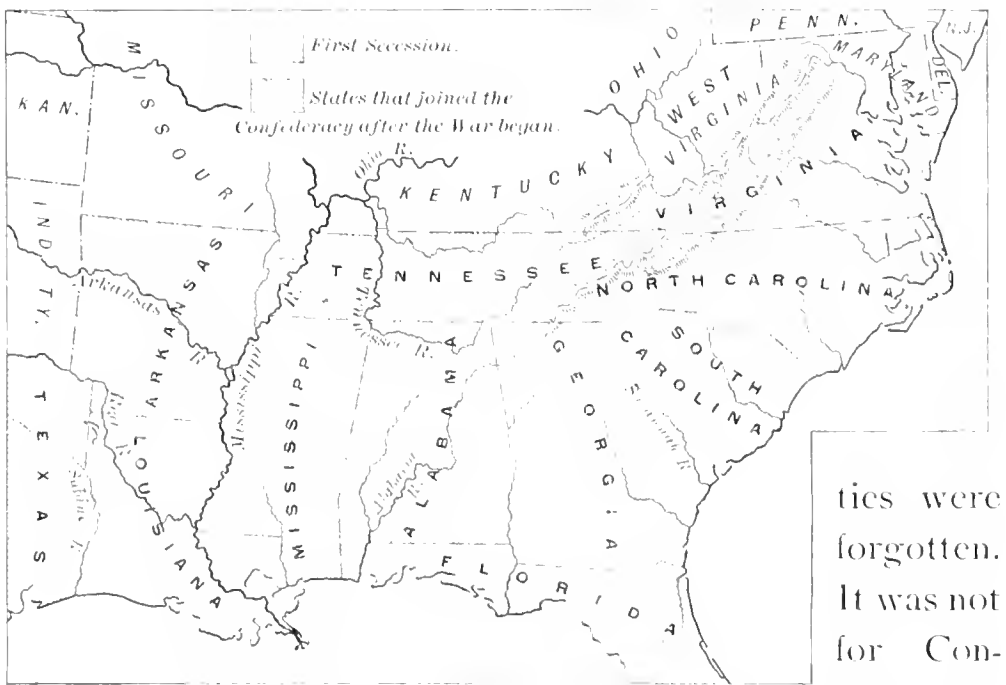 First Secession.
States that joined the
Confederacy after the War began.
PENN.
N.J.
MARYLAND
DEL.
OHIO
WEST
VIRGINIA
VIRGINIA
KAN.
MISSOURI
Ohio R.
KENTUCKY
IND. TY.
Arkansas R.
ARKANSAS
TENNESSEE
NORTH CAROLINA
SOUTH
CAROLINA
Mississippi R.
MISSISSIPPI
ALABAMA
GEORGIA
TEXAS
Red R.
Sabine R.
LOUISIANA
FLORIDA
ties were
forgotten.
It was not
for Con-